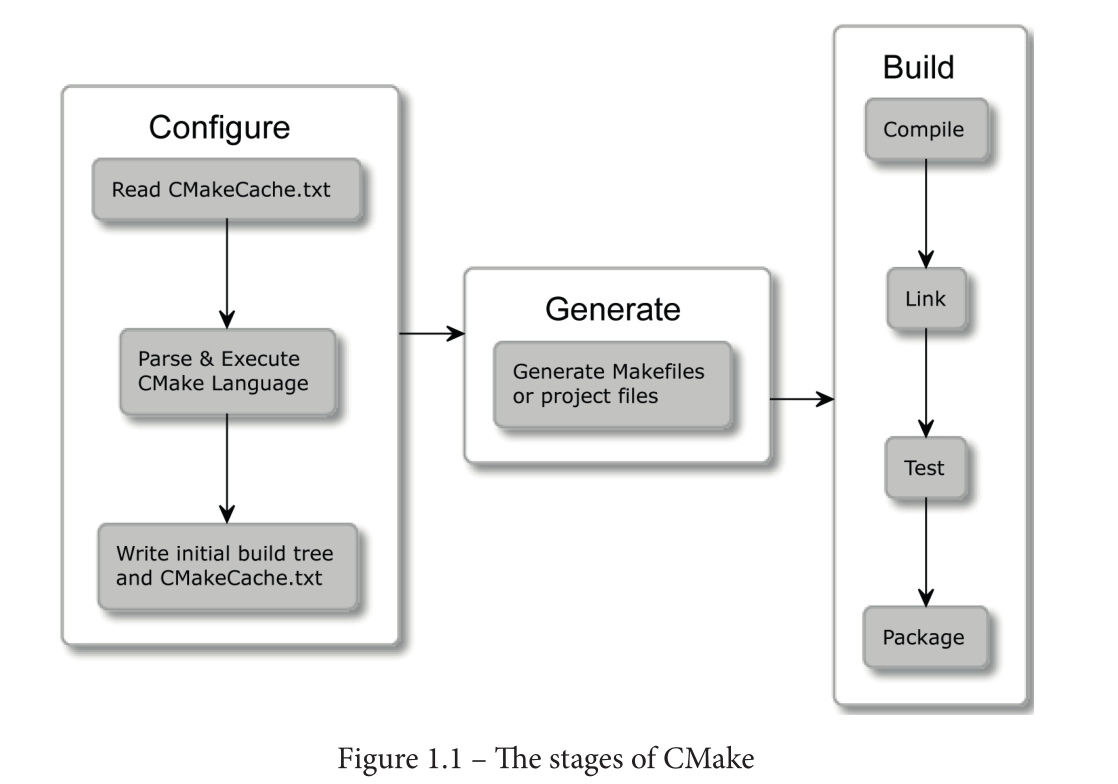 Configure
Read CMakeCache.txt
Parse & Execute
CMake Language
Write initial build tree
and CMakeCache.txt
Generate
Generate Makefiles
or project files
Build
Compile
Link
Test
Package
Figure 1.1 – The stages of CMake